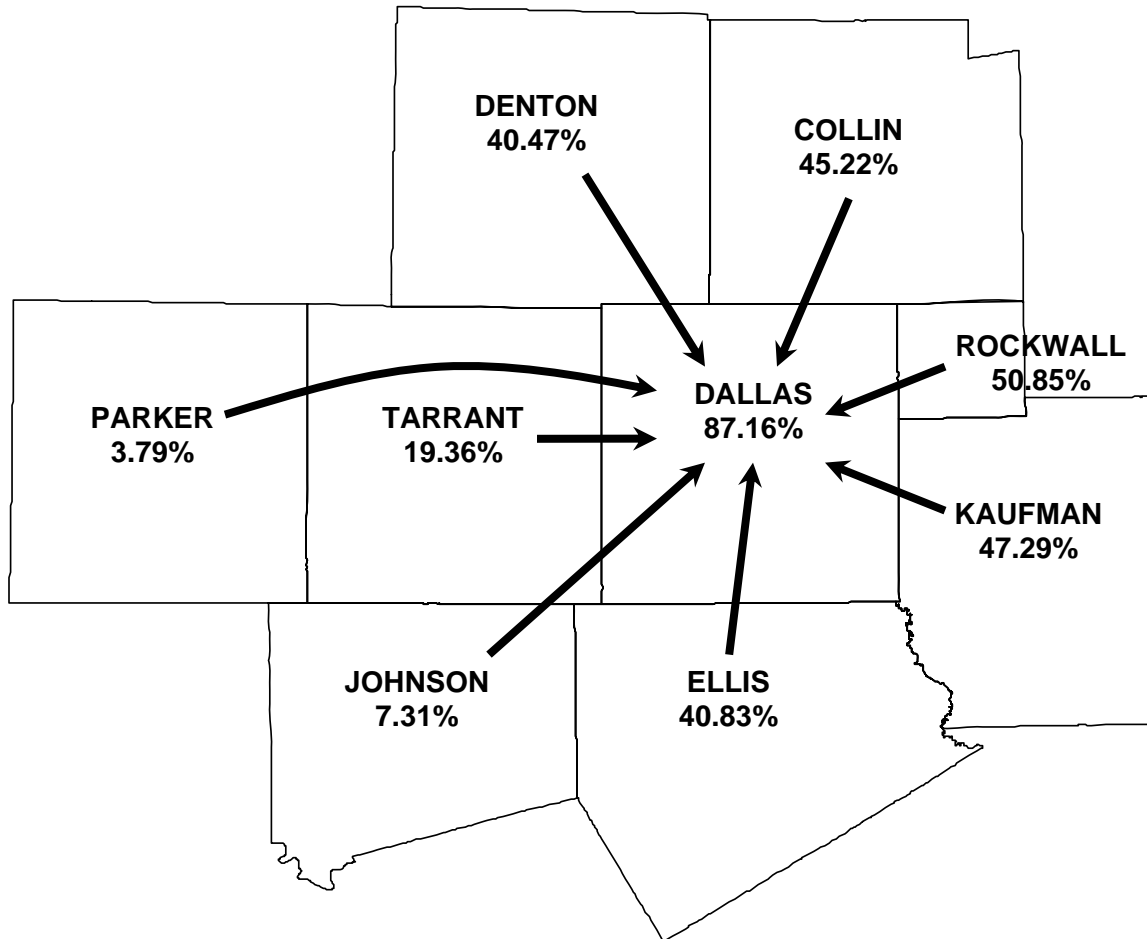 DENTON
40.47%
COLLIN
45.22%
ROCKWALL
50.85%
PARKER
3.79%
TARRANT
19.36%
DALLAS
87.16%
KAUFMAN
47.29%
JOHNSON
7.31%
ELLIS
40.83%